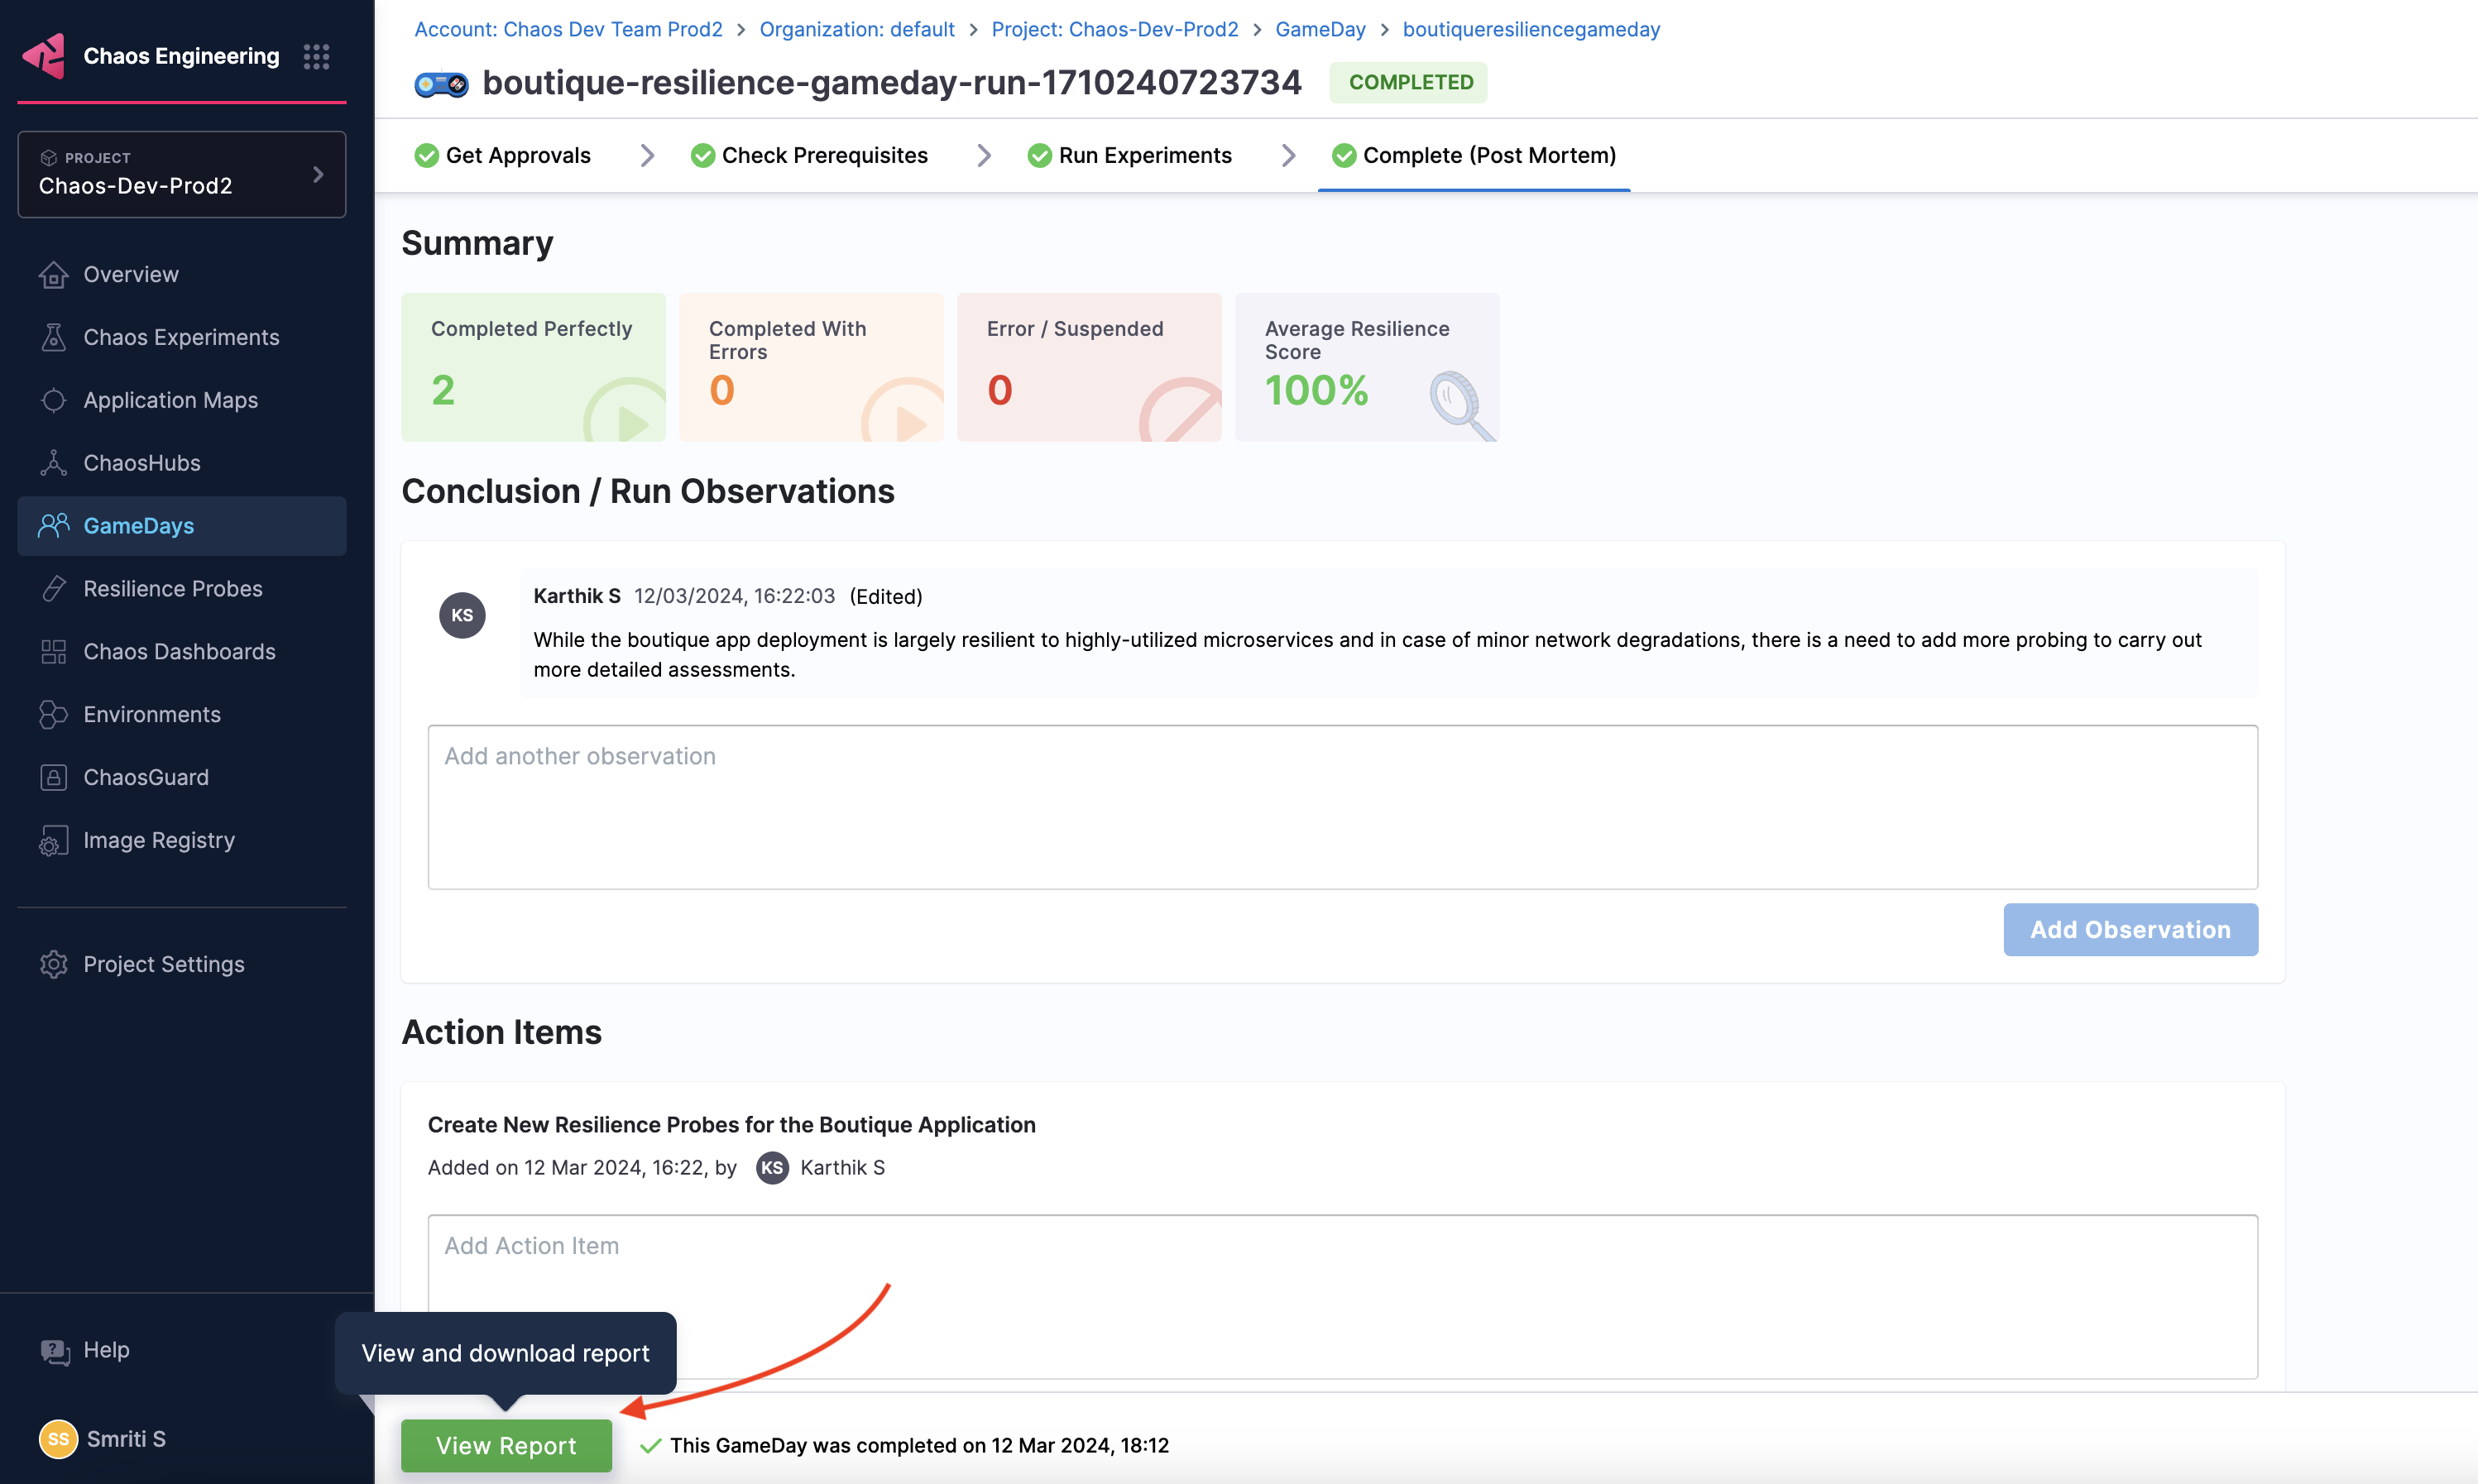 Chaos Engineering
PROJECT
Chaos-Dev-Prod2
Overview
Chaos Experiments
Application Maps
ChaosHubs
GameDays
Resilience Probes
Chaos Dashboards
Environments
ChaosGuard
Image Registry
Project Settings
Help
SS Smriti S
Account: Chaos Dev Team Prod2 > Organization: default > Project: Chaos-Dev-Prod2 > GameDay > boutiqueresiliencegameday
boutique-resilience-gameday-run-1710240723734 COMPLETED
Get Approvals > Check Prerequisites > Run Experiments > Complete (Post Mortem)
Summary
Completed Perfectly
2
Completed With
Errors
0
Error / Suspended
0
Average Resilience
Score
100%
Conclusion / Run Observations
KS
Karthik S 12/03/2024, 16:22:03 (Edited)
While the boutique app deployment is largely resilient to highly-utilized microservices and in case of minor network degradations, there is a need to add more probing to carry out
more detailed assessments.
Add another observation
Add Observation
Action Items
Create New Resilience Probes for the Boutique Application
Added on 12 Mar 2024, 16:22, by KS Karthik S
Add Action Item
View and download report
View Report
This GameDay was completed on 12 Mar 2024, 18:12